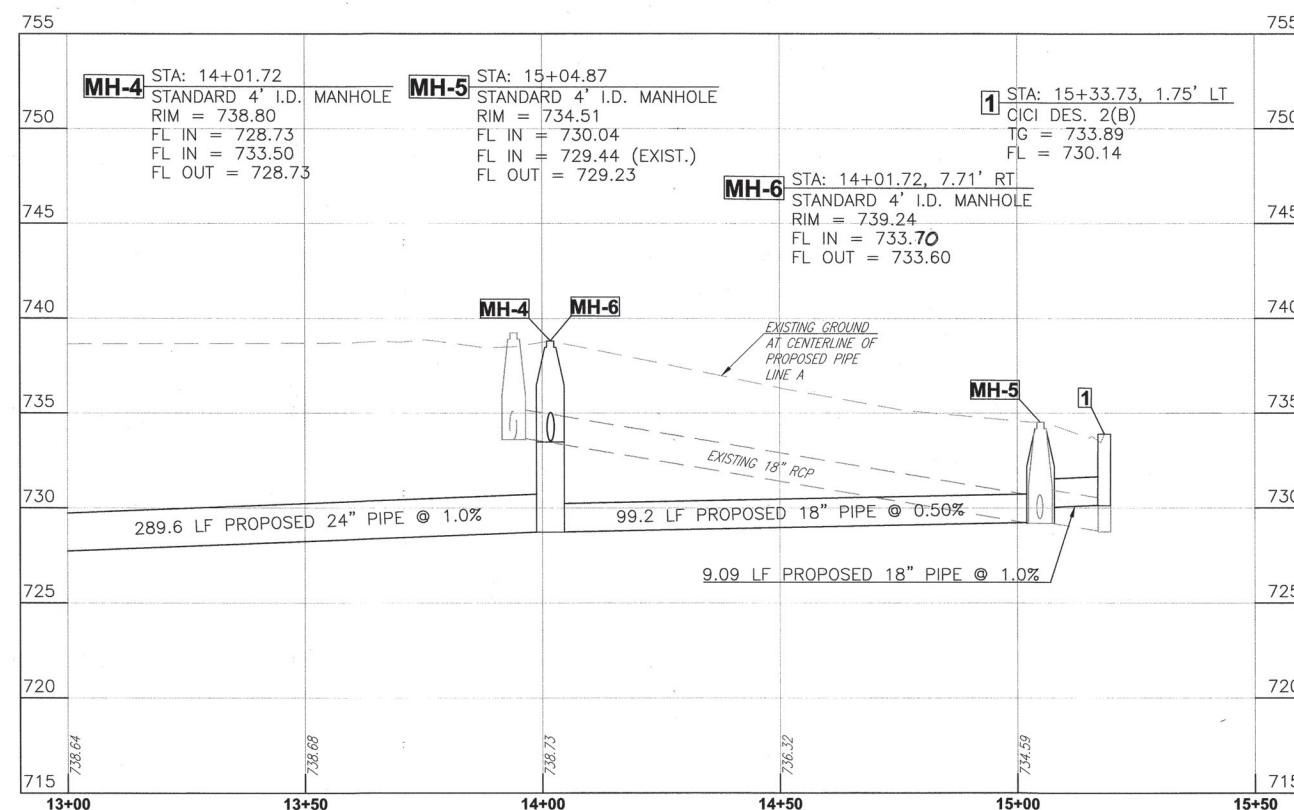 755 755
MH-4 STA: 14+01.72
STANDARD 4' I.D. MANHOLE
RIM = 738.80
FL IN = 728.73
FL IN = 733.50
FL OUT = 728.73
MH-5 STA: 15+04.87
STANDARD 4' I.D. MANHOLE
RIM = 734.51
FL IN = 730.04
FL IN = 729.44 (EXIST.)
FL OUT = 729.23
1 STA: 15+33.73, 1.75' LT
CICI DES. 2(B)
TG = 733.89
FL = 730.14
MH-6 STA: 14+01.72, 7.71' RT
STANDARD 4' I.D. MANHOLE
RIM = 739.24
FL IN = 733.70
FL OUT = 733.60
750 750
745 745
740 740
MH-4 MH-6
EXISTING GROUND
AT CENTERLINE OF
PROPOSED PIPE
LINE A
MH-5 1
735 735
EXISTING 18" RCP
730 730
289.6 LF PROPOSED 24" PIPE @ 1.0%
99.2 LF PROPOSED 18" PIPE @ 0.50%
9.09 LF PROPOSED 18" PIPE @ 1.0%
725 725
720 720
738.64 738.68 738.73 736.32 734.59
715 715
13+00 13+50 14+00 14+50 15+00 15+50